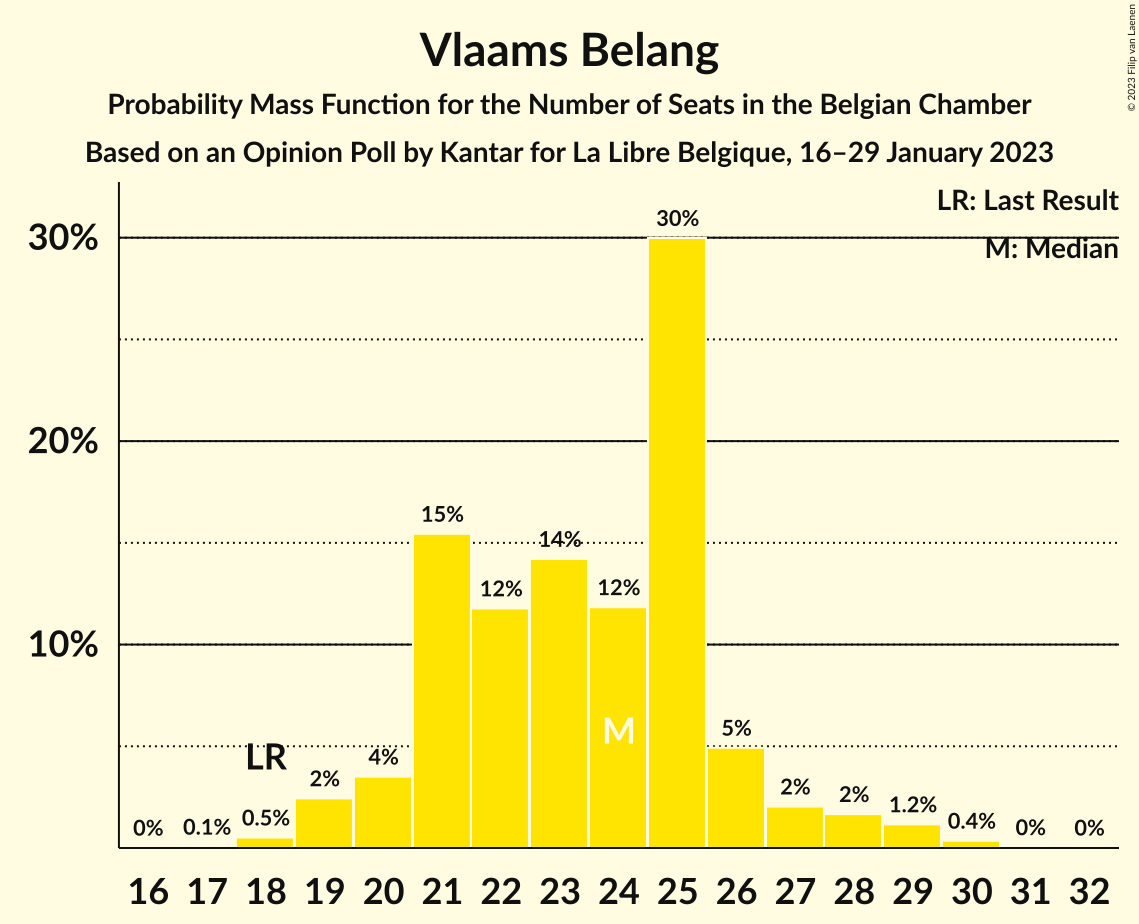 Vlaams Belang
Probability Mass Function for the Number of Seats in the Belgian Chamber
Based on an Opinion Poll by Kantar for La Libre Belgique, 16–29 January 2023
© 2023 Filip van Laenen
LR: Last Result
M: Median
30%
20%
10%
0%
0.1%
0.5%
LR
2%
4%
15%
12%
14%
12%
M
30%
5%
2%
2%
1.2%
0.4%
0%
0%
16 17 18 19 20 21 22 23 24 25 26 27 28 29 30 31 32